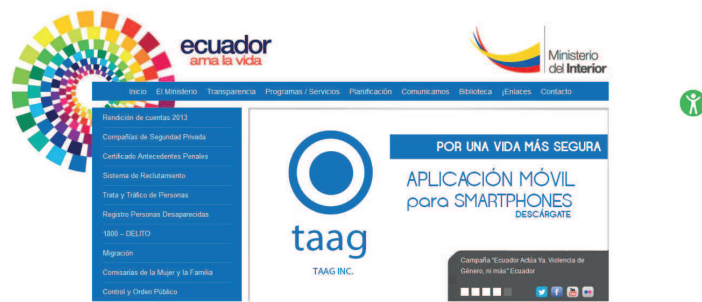 ecuador
ama la vida
Ministerio
del Interior
Inicio El Ministerio Transparencia Programas / Servicios Planificación Comunicamos Biblioteca ¡Enlaces Contacto
Rendición de cuentas 2013
Compañías de Seguridad Privada
Certificado Antecedentes Penales
Sistema de Reclutamiento
Trata y Tráfico de Personas
Registro Personas Desaparecidas
1800 – DELITO
Migración
Comisarías de la Mujer y la Familia
Control y Orden Público
POR UNA VIDA MÁS SEGURA
APLICACIÓN MÓVIL
para SMARTPHONES
DESCÁRGATE
taag
TAAG INC.
Campaña "Ecuador Actúa Ya. Violencia de
Género, ni más" Ecuador